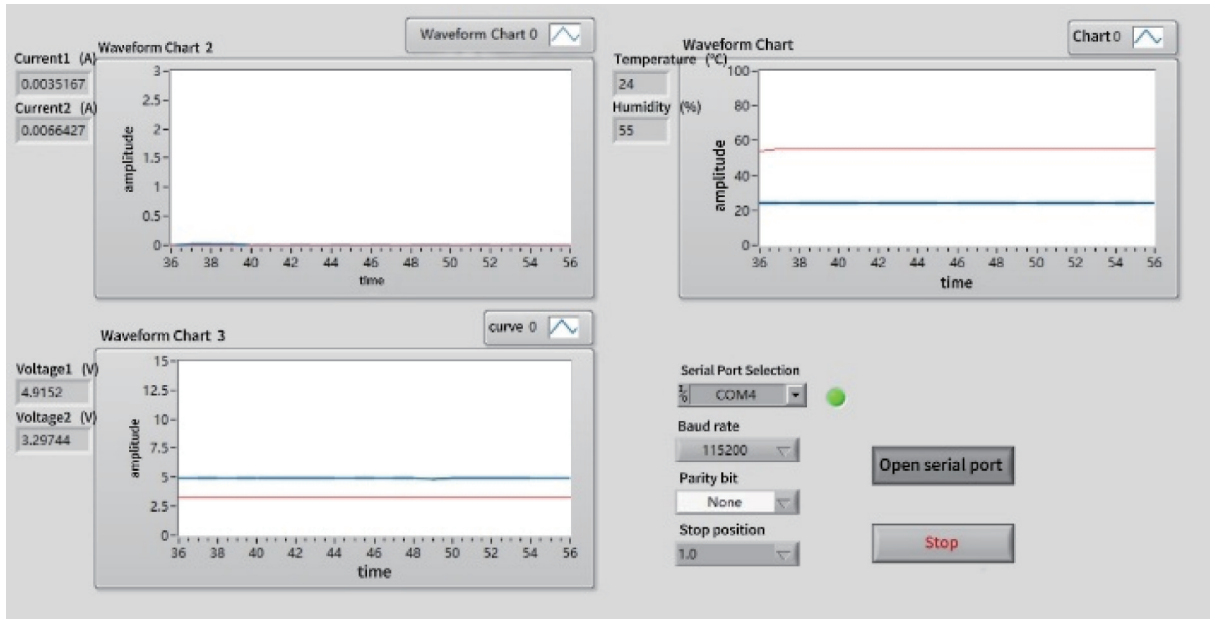 Waveform Chart 0
Waveform Chart 2
Current1 (A)
0.0035167
Current2 (A)
0.0066427
amplitude
3
2.5
2
1.5
1
0.5
0
36 38 40 42 44 46 48 50 52 54 56
time
Chart 0
Waveform Chart
Temperature (°C)
24
Humidity (%)
55
amplitude
100
80
60
40
20
0
36 38 40 42 44 46 48 50 52 54 56
time
curve 0
Waveform Chart 3
Voltage1 (V)
4.9152
Voltage2 (V)
3.29744
amplitude
15
12.5
10
7.5
5
2.5
0
36 38 40 42 44 46 48 50 52 54 56
time
Serial Port Selection
COM4
Baud rate
115200
Parity bit
None
Stop position
1.0
Open serial port
Stop